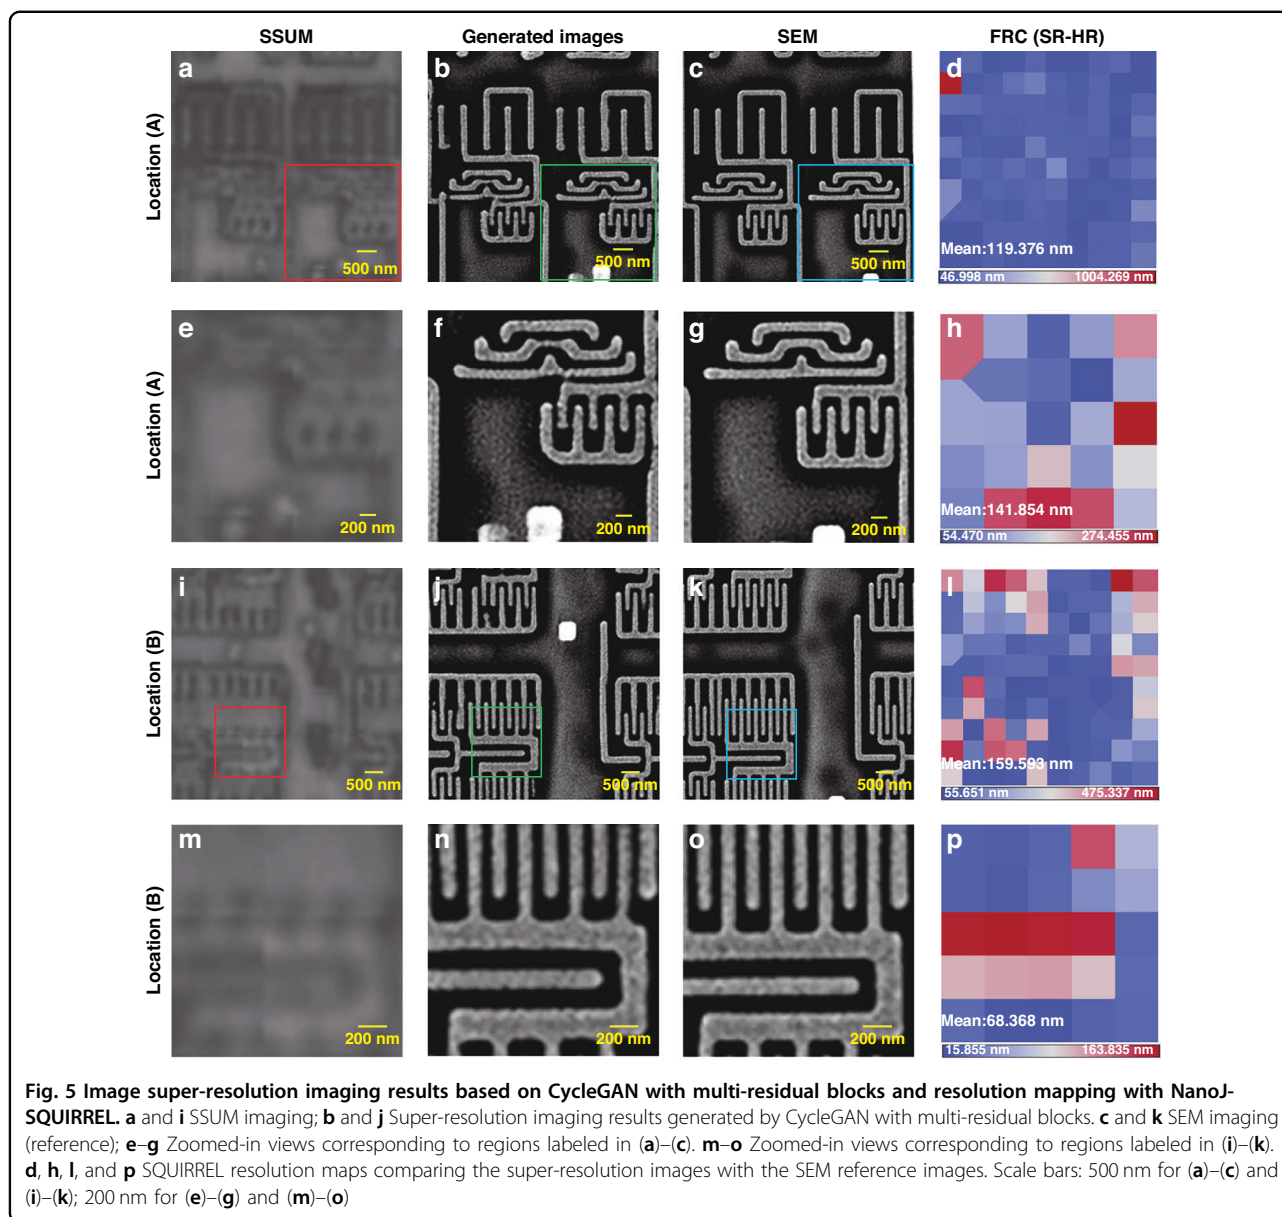 SSUM Generated images SEM FRC (SR-HR)
Location (A)
a b c d
500 nm 500 nm 500 nm Mean:119.376 nm
46.998 nm 1004.269 nm
Location (A)
e f g h
200 nm 200 nm 200 nm Mean:141.854 nm
54.470 nm 274.455 nm
Location (B)
i j k l
500 nm 500 nm 500 nm Mean:159.593 nm
55.651 nm 475.337 nm
Location (B)
m n o p
200 nm 200 nm 200 nm Mean:68.368 nm
15.855 nm 163.835 nm
Fig. 5 Image super-resolution imaging results based on CycleGAN with multi-residual blocks and resolution mapping with NanoJ-
SQUIRREL. a and i SSUM imaging; b and j Super-resolution imaging results generated by CycleGAN with multi-residual blocks. c and k SEM imaging
(reference); e–g Zoomed-in views corresponding to regions labeled in (a)–(c). m–o Zoomed-in views corresponding to regions labeled in (i)–(k).
d, h, l, and p SQUIRREL resolution maps comparing the super-resolution images with the SEM reference images. Scale bars: 500 nm for (a)–(c) and
(i)–(k); 200 nm for (e)–(g) and (m)–(o)